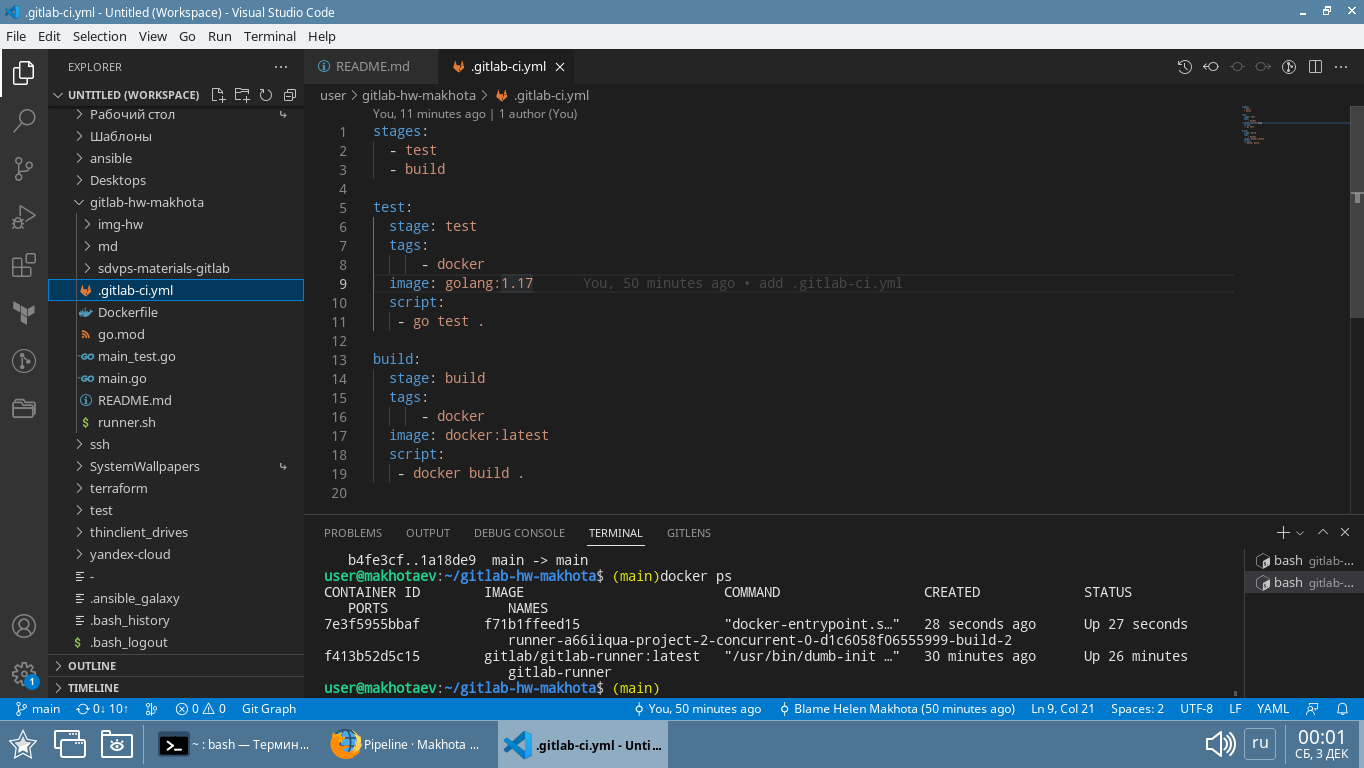 .gitlab-ci.yml - Untitled (Workspace) - Visual Studio Code
File Edit Selection View Go Run Terminal Help
EXPLORER
UNTITLED (WORKSPACE)
Рабочий стол
Шаблоны
ansible
Desktops
gitlab-hw-makhota
img-hw
md
sdvps-materials-gitlab
.gitlab-ci.yml
Dockerfile
go.mod
main_test.go
main.go
README.md
runner.sh
ssh
SystemWallpapers
terraform
test
thinclient_drives
yandex-cloud
-
.ansible_galaxy
.bash_history
.bash_logout
OUTLINE
TIMELINE
README.md .gitlab-ci.yml
user > gitlab-hw-makhota > .gitlab-ci.yml
You, 11 minutes ago | 1 author (You)
1 stages:
2 - test
3 - build
4
5 test:
6 stage: test
7 tags:
8 - docker
9 image: golang:1.17 You, 50 minutes ago • add .gitlab-ci.yml
10 script:
11 - go test .
12
13 build:
14 stage: build
15 tags:
16 - docker
17 image: docker:latest
18 script:
19 - docker build .
20
PROBLEMS OUTPUT DEBUG CONSOLE TERMINAL GITLENS
b4fe3cf..1a18de9 main -> main
user@makhotaev:~/gitlab-hw-makhota$ (main)docker ps
CONTAINER ID IMAGE COMMAND CREATED STATUS
PORTS NAMES
7e3f5955bbaf f71b1ffeed15 "docker-entrypoint.s…" 28 seconds ago Up 27 seconds
runner-a66iiqua-project-2-concurrent-0-d1c6058f06555999-build-2
f413b52d5c15 gitlab/gitlab-runner:latest "/usr/bin/dumb-init …" 30 minutes ago Up 26 minutes
gitlab-runner
user@makhotaev:~/gitlab-hw-makhota$ (main)
bash gitlab-...
bash gitlab-...
1
main 0↓ 10↑ 0 0 Git Graph You, 50 minutes ago Blame Helen Makhota (50 minutes ago) Ln 9, Col 21 Spaces: 2 UTF-8 LF YAML
~ : bash — Термин... Pipeline · Makhota ... .gitlab-ci.yml - Unti... ru 00:01
СБ, 3 ДЕК